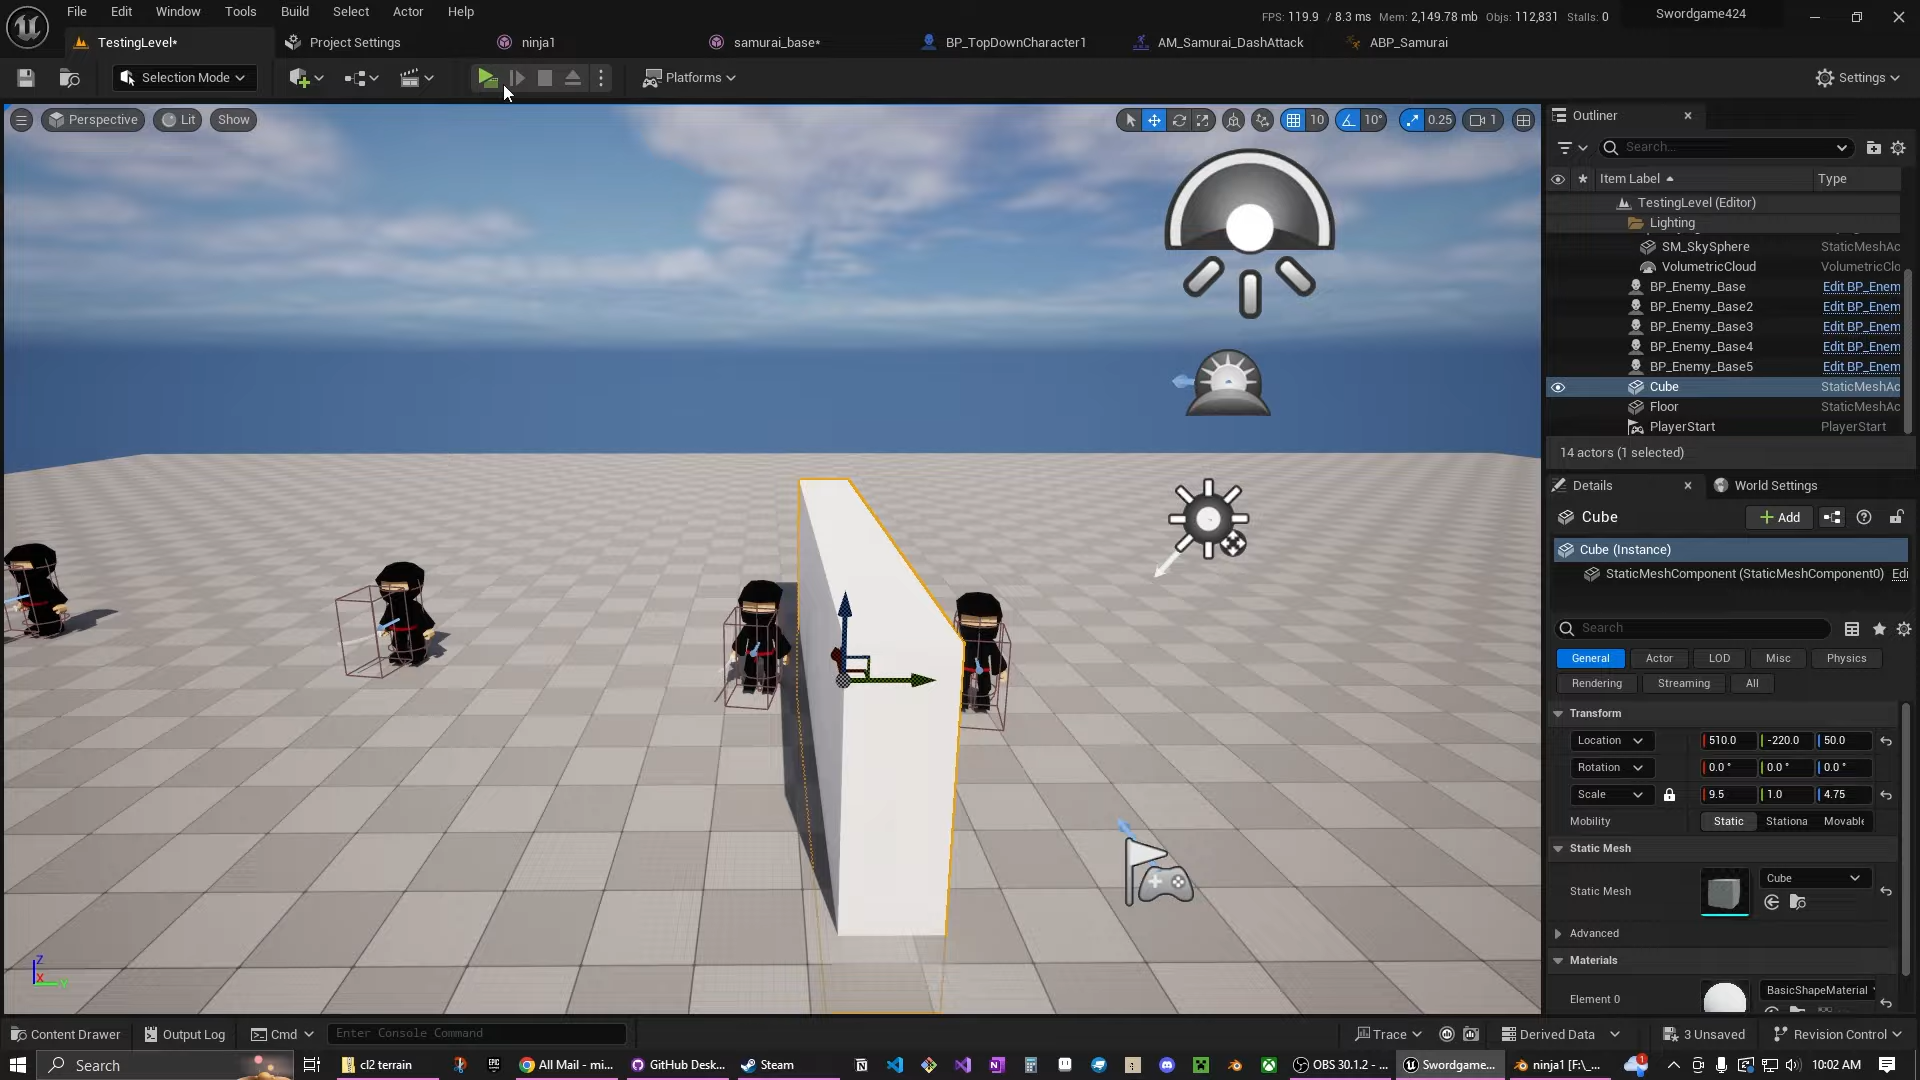 File Edit Window Tools Build Select Actor Help
FPS: 119.9 / 8.3 ms Mem: 2,149.78 mb Objs: 112,831 Stalls: 0
Swordgame424
TestingLevel*
Project Settings
ninja1
samurai_base*
BP_TopDownCharacter1
AM_Samurai_DashAttack
ABP_Samurai
Selection Mode
Platforms
Settings
Perspective
Lit
Show
10
10°
0.25
1
Outliner
Search...
Item Label
Type
TestingLevel (Editor)
Lighting
SM_SkySphere StaticMeshAc
VolumetricCloud VolumetricClo
BP_Enemy_Base Edit BP_Enem
BP_Enemy_Base2 Edit BP_Enem
BP_Enemy_Base3 Edit BP_Enem
BP_Enemy_Base4 Edit BP_Enem
BP_Enemy_Base5 Edit BP_Enem
Cube StaticMeshAc
Floor StaticMeshAc
PlayerStart PlayerStart
14 actors (1 selected)
Details
World Settings
Cube
Add
Cube (Instance)
StaticMeshComponent (StaticMeshComponent0) Edi
Search
General Actor LOD Misc Physics
Rendering Streaming All
Transform
Location 510.0 -220.0 50.0
Rotation 0.0 ° 0.0 ° 0.0 °
Scale 9.5 1.0 4.75
Mobility Static Stationa Movable
Static Mesh
Static Mesh Cube
Advanced
Materials
Element 0 BasicShapeMaterial
Z
X
Y
Content Drawer
Output Log
Cmd
Enter Console Command
Trace
Derived Data
3 Unsaved
Revision Control
Search
cl2 terrain
EPIC
All Mail - mi...
GitHub Desk...
Steam
OBS 30.1.2 - ...
Swordgame...
ninja1 [F:\_...
1
10:02 AM